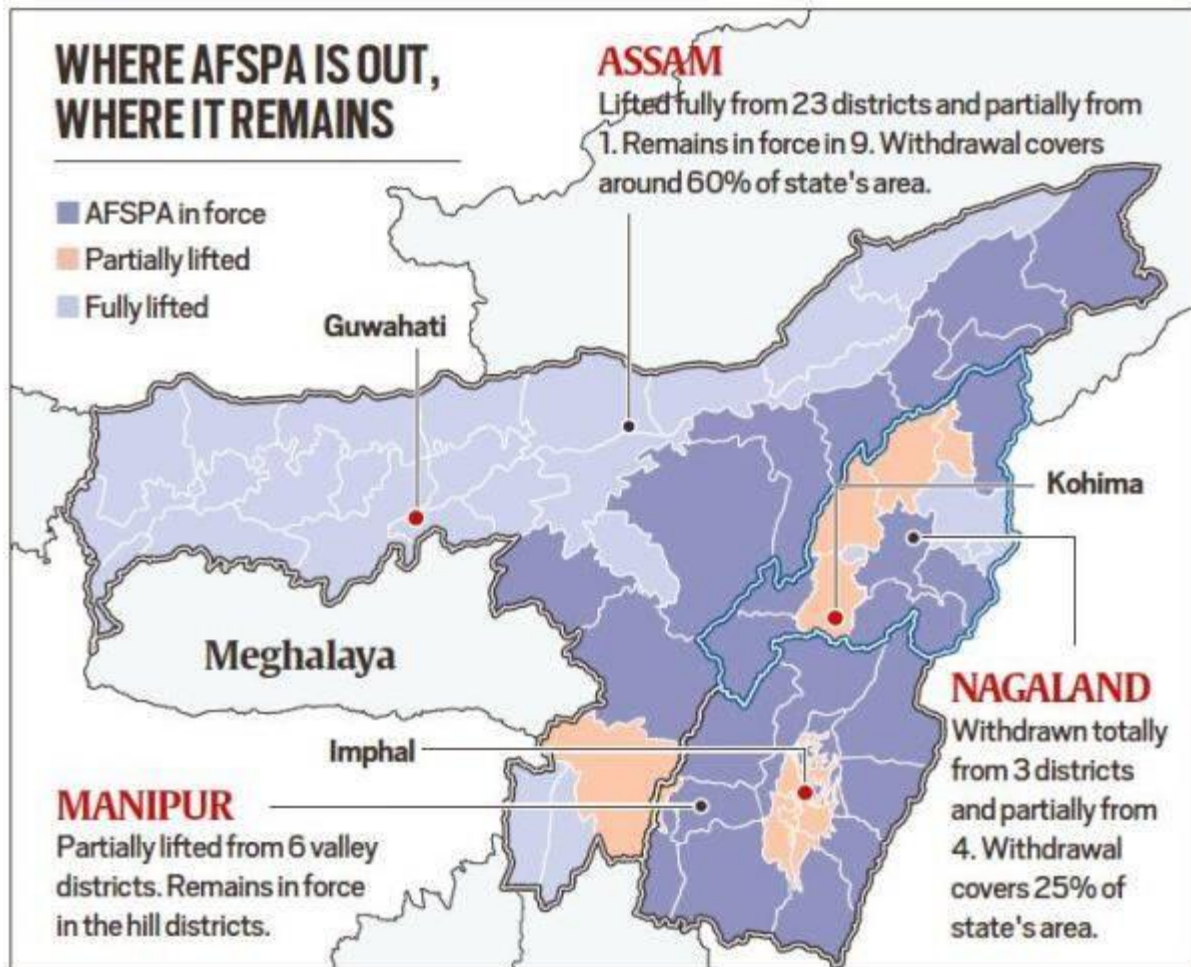 WHERE AFSPA IS OUT,
WHERE IT REMAINS
AFSPA in force
Partially lifted
Fully lifted
ASSAM
Lifted fully from 23 districts and partially from
1. Remains in force in 9. Withdrawal covers
around 60% of state's area.
Guwahati
Kohima
Meghalaya
Imphal
MANIPUR
Partially lifted from 6 valley
districts. Remains in force
in the hill districts.
NAGALAND
Withdrawn totally
from 3 districts
and partially from
4. Withdrawal
covers 25% of
state's area.